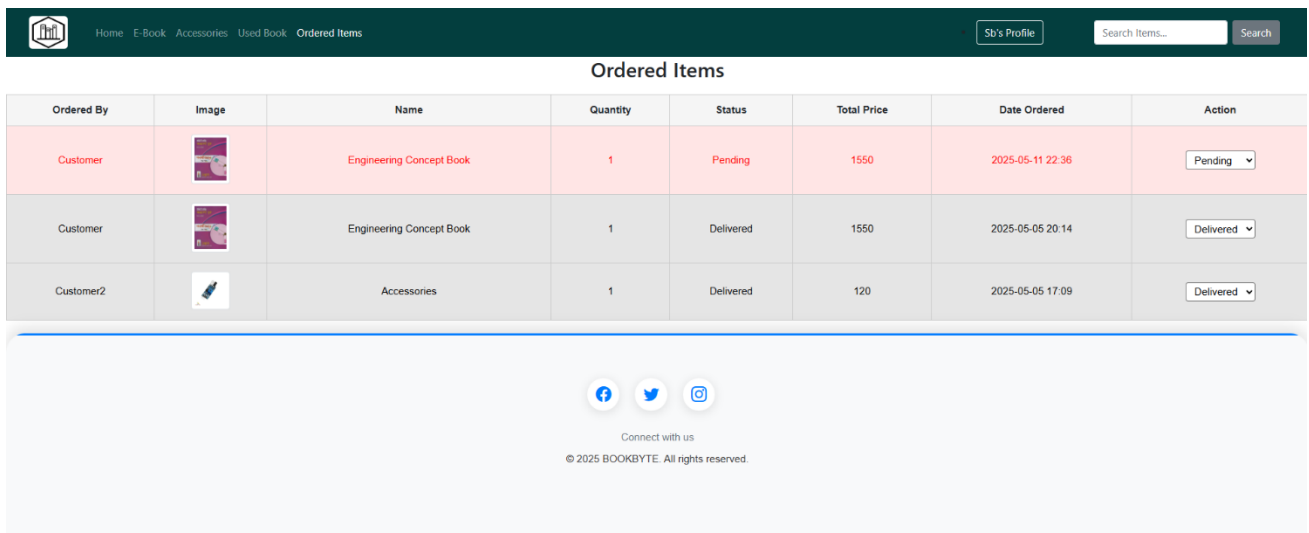 Home E-Book Accessories Used Book Ordered Items Sb's Profile Search Items... Search
Ordered Items
Ordered By Image Name Quantity Status Total Price Date Ordered Action
Customer Engineering Concept Book 1 Pending 1550 2025-05-11 22:36 Pending
Customer Engineering Concept Book 1 Delivered 1550 2025-05-05 20:14 Delivered
Customer2 Accessories 1 Delivered 120 2025-05-05 17:09 Delivered
Connect with us
© 2025 BOOKBYTE. All rights reserved.